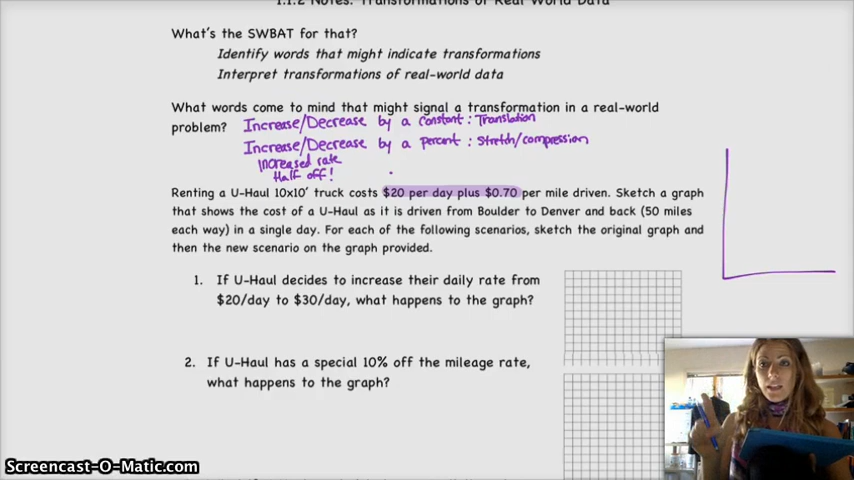 1.1.2 Notes: Transformations of Real World Data
What's the SWBAT for that?
Identify words that might indicate transformations
Interpret transformations of real-world data
What words come to mind that might signal a transformation in a real-world
problem? Increase/Decrease by a constant: Translation
Increase/Decrease by a percent: Stretch/compression
Increased rate
Half off!
Renting a U-Haul 10x10' truck costs $20 per day plus $0.70 per mile driven. Sketch a graph
that shows the cost of a U-Haul as it is driven from Boulder to Denver and back (50 miles
each way) in a single day. For each of the following scenarios, sketch the original graph and
then the new scenario on the graph provided.
1. If U-Haul decides to increase their daily rate from
$20/day to $30/day, what happens to the graph?
2. If U-Haul has a special 10% off the mileage rate,
what happens to the graph?
Screencast-O-Matic.com